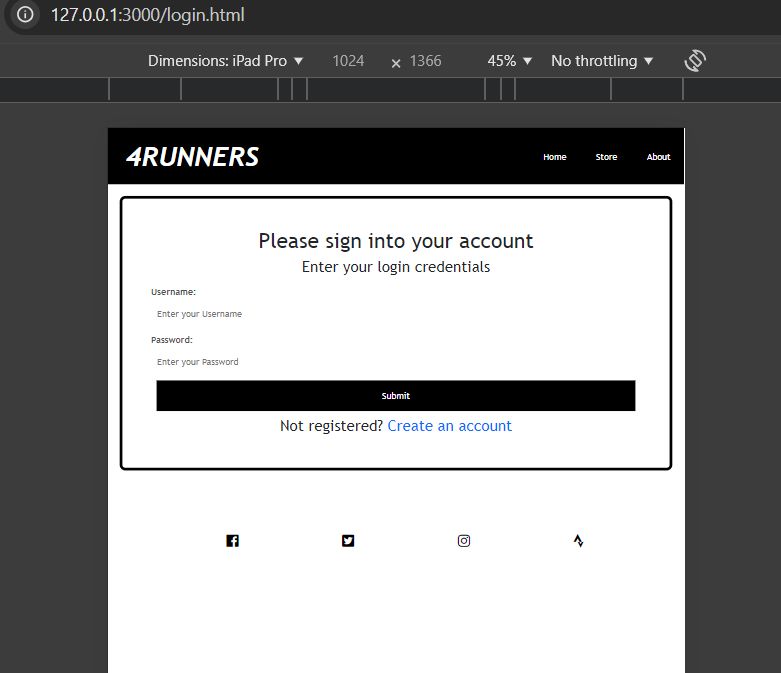 127.0.0.1:3000/login.html
Dimensions: iPad Pro ▼ 1024 × 1366 45% ▼ No throttling ▼
4RUNNERS Home Store About
Please sign into your account
Enter your login credentials
Username:
Enter your Username
Password:
Enter your Password
Submit
Not registered? Create an account